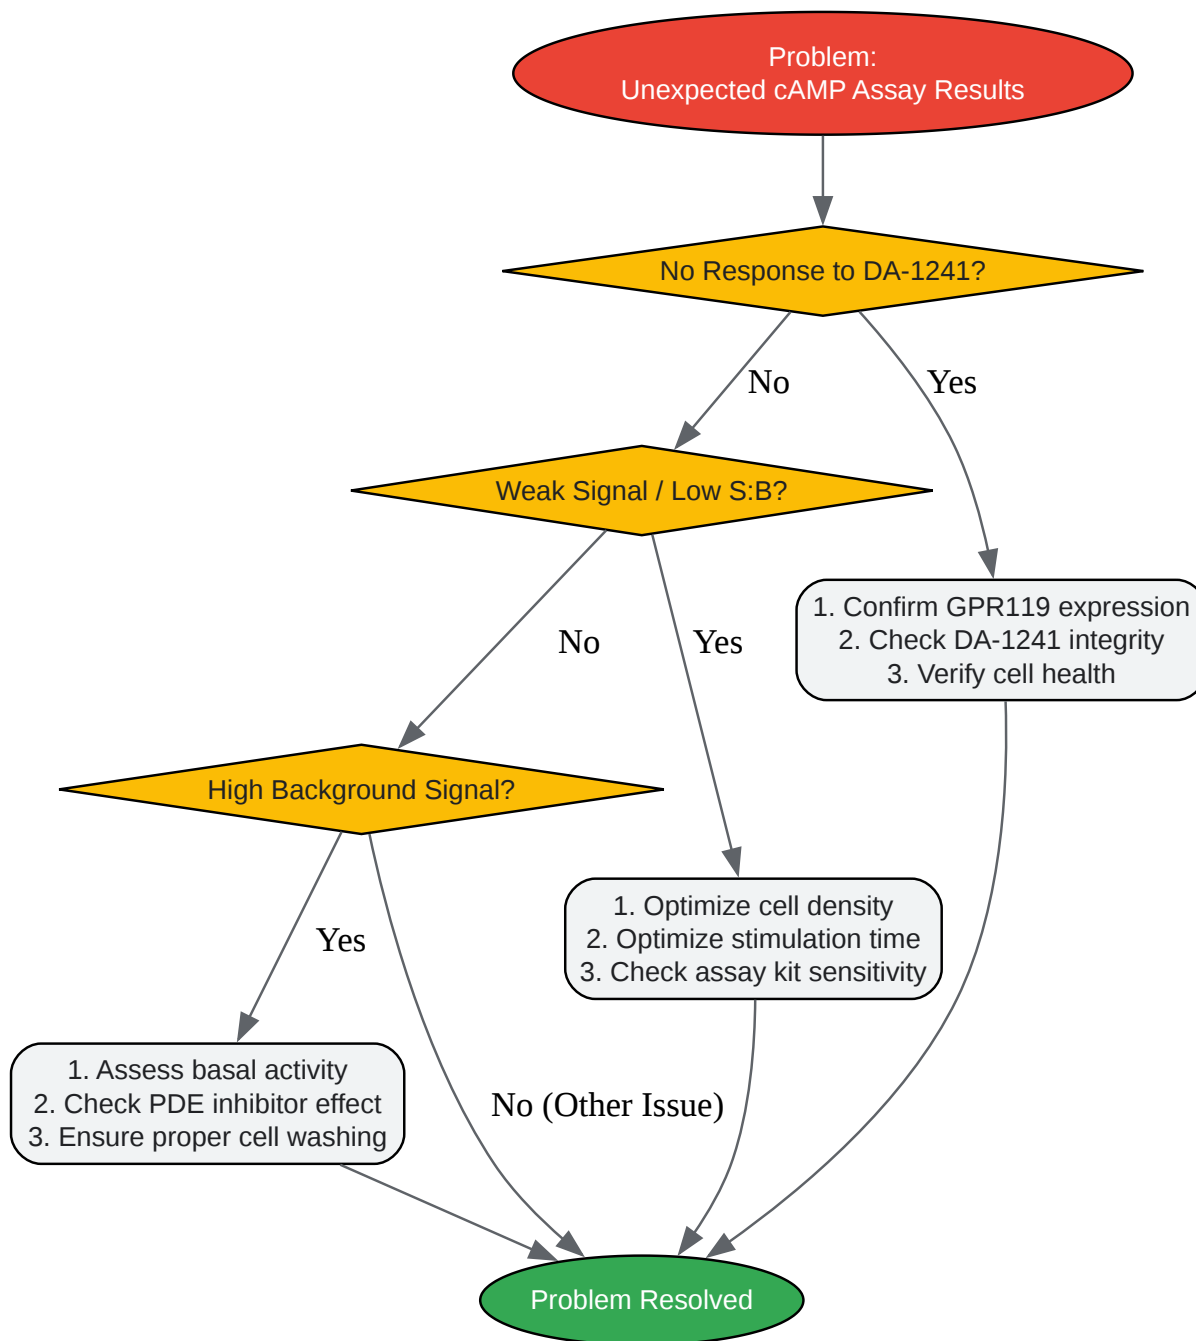 Problem:
Unexpected cAMP Assay Results
No Response to DA-1241?
No
Yes
Weak Signal / Low S:B?
1. Confirm GPR119 expression
2. Check DA-1241 integrity
3. Verify cell health
No
Yes
High Background Signal?
1. Optimize cell density
2. Optimize stimulation time
3. Check assay kit sensitivity
Yes
1. Assess basal activity
2. Check PDE inhibitor effect
3. Ensure proper cell washing
No (Other Issue)
Problem Resolved